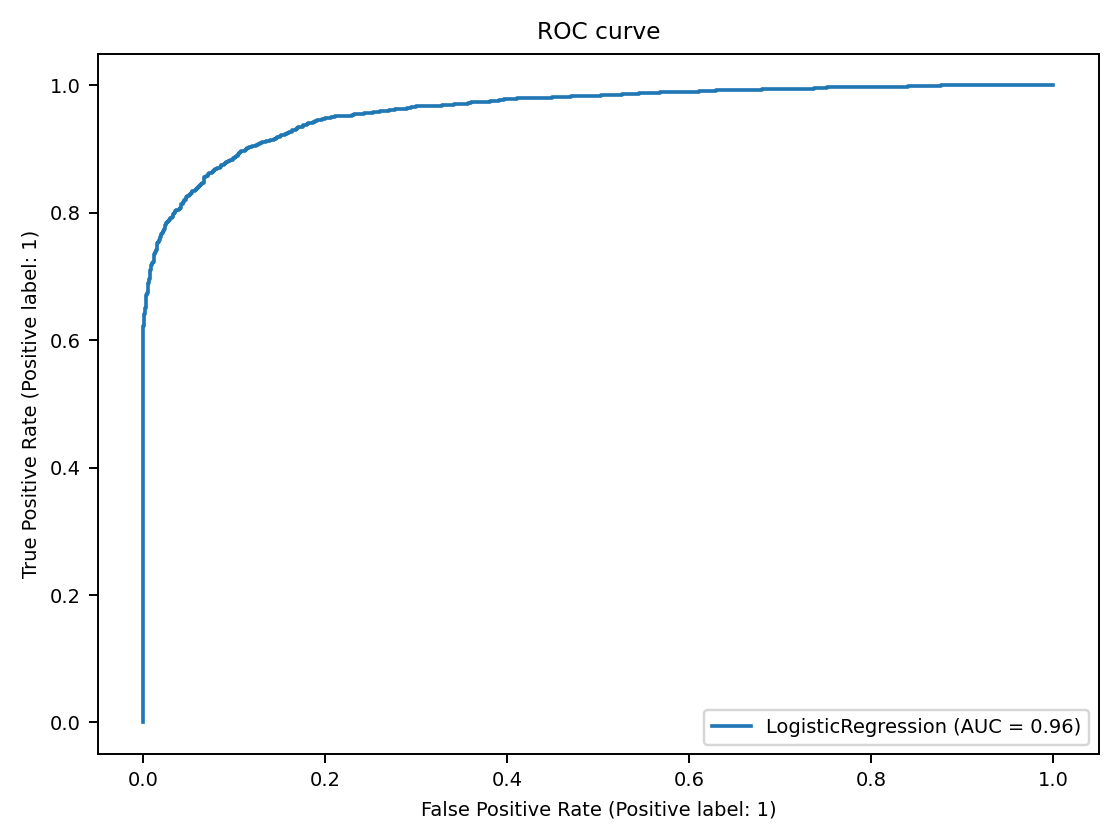 ROC curve
True Positive Rate (Positive label: 1)
1.0
0.8
0.6
0.4
0.2
0.0
LogisticRegression (AUC = 0.96)
0.0 0.2 0.4 0.6 0.8 1.0
False Positive Rate (Positive label: 1)